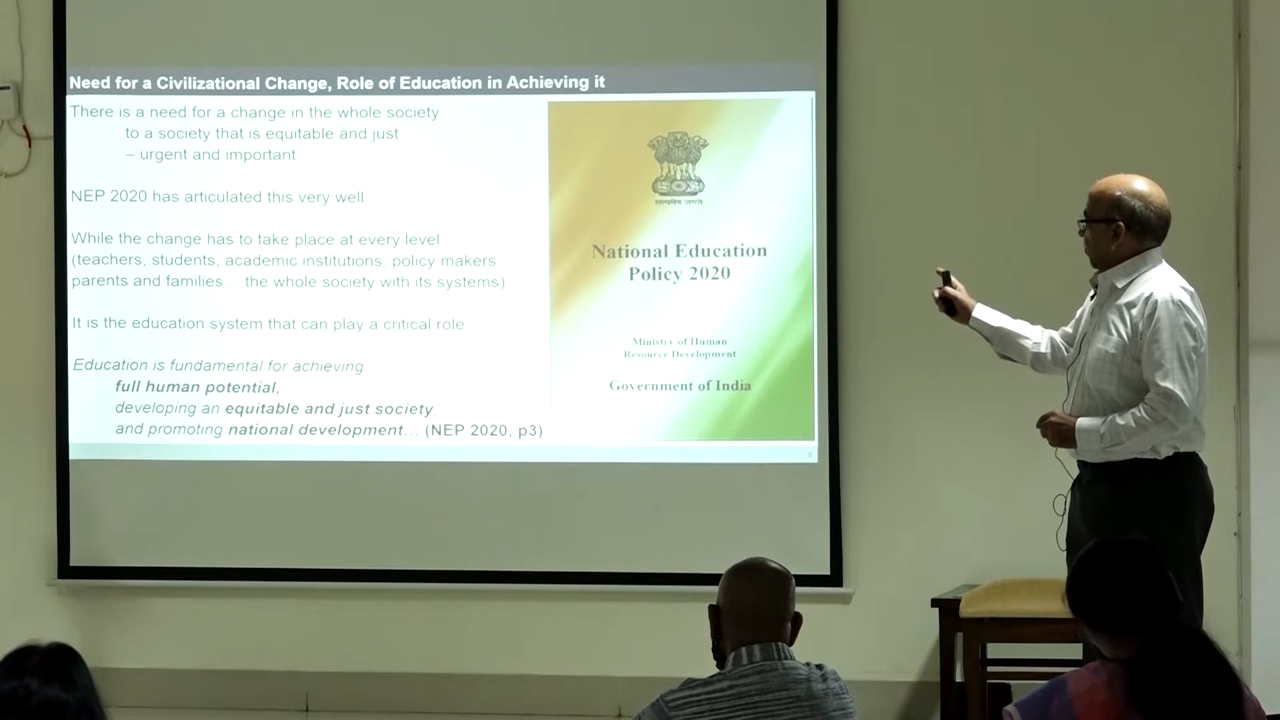 Need for a Civilizational Change, Role of Education in Achieving it
There is a need for a change in the whole society
to a society that is equitable and just
– urgent and important
NEP 2020 has articulated this very well
While the change has to take place at every level
(teachers, students, academic institutions, policy makers
parents and families... the whole society with its systems)
It is the education system that can play a critical role
Education is fundamental for achieving
full human potential,
developing an equitable and just society
and promoting national development... (NEP 2020, p3)
सत्यमेव जयते
National Education
Policy 2020
Ministry of Human
Resource Development
Government of India